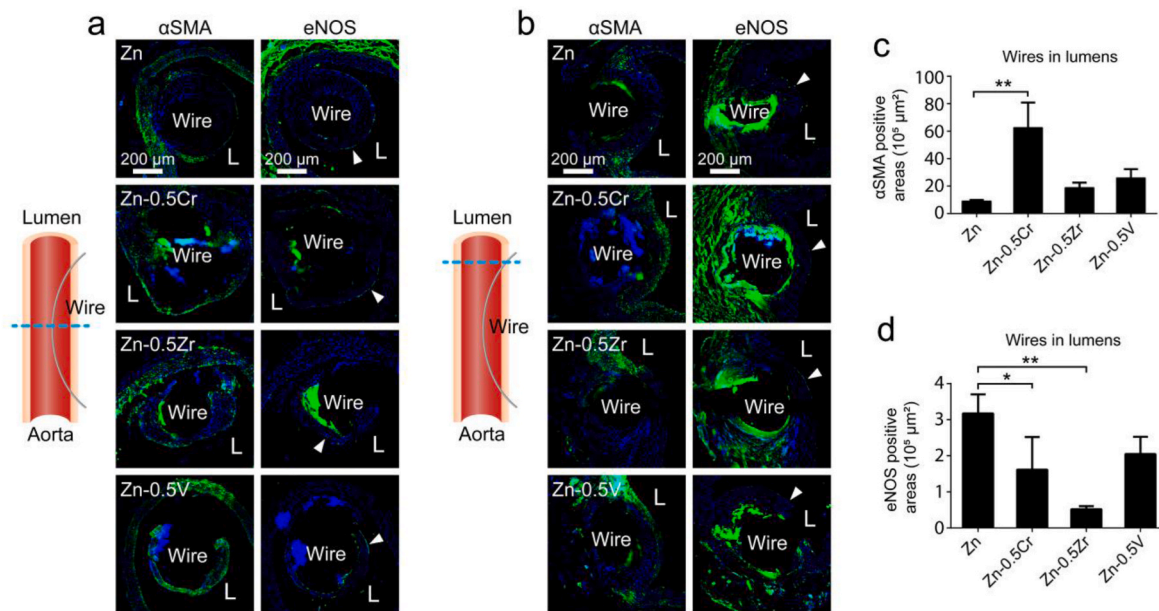 a
αSMA
eNOS
Zn
Wire
L
200 µm
Wire
L
200 µm
Zn-0.5Cr
Wire
L
Wire
L
Zn-0.5Zr
Wire
L
Wire
L
Zn-0.5V
Wire
L
Wire
L
Lumen
Wire
Aorta
b
αSMA
eNOS
Zn
Wire
L
200 µm
Wire
L
200 µm
Zn-0.5Cr
L
Wire
L
Wire
Zn-0.5Zr
L
Wire
L
Wire
Zn-0.5V
L
Wire
L
Wire
Lumen
Wire
Aorta
c
Wires in lumens
αSMA positive
areas (10⁵ µm²)
100
80
60
40
20
0
**
Zn
Zn-0.5Cr
Zn-0.5Zr
Zn-0.5V
d
Wires in lumens
eNOS positive
areas (10⁵ µm²)
4
3
2
1
0
**
*
Zn
Zn-0.5Cr
Zn-0.5Zr
Zn-0.5V